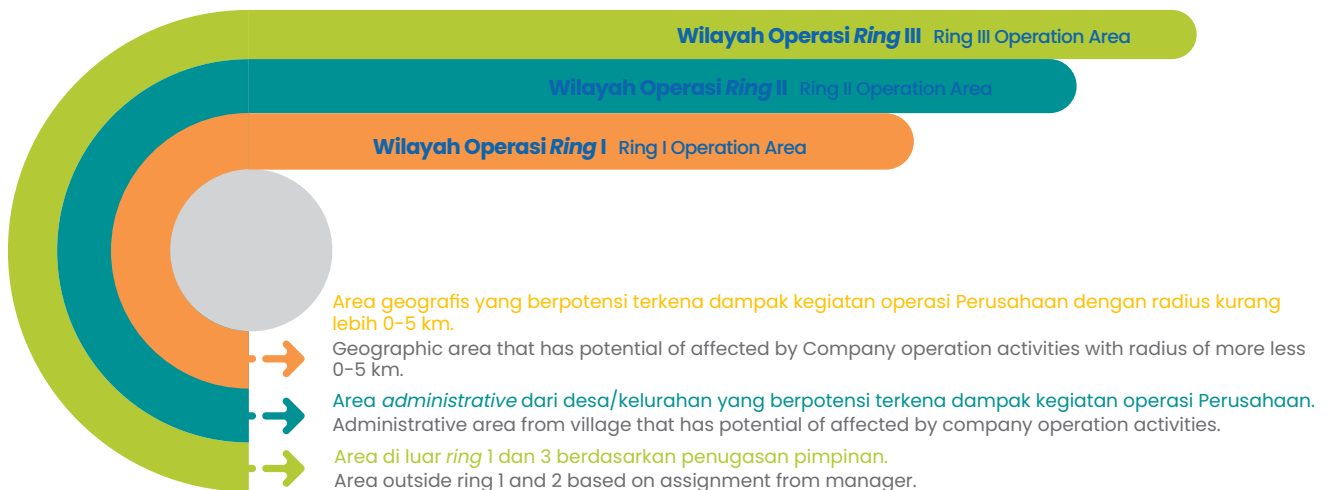 Wilayah Operasi Ring III Ring III Operation Area
Wilayah Operasi Ring II Ring II Operation Area
Wilayah Operasi Ring I Ring I Operation Area
Area geografis yang berpotensi terkena dampak kegiatan operasi Perusahaan dengan radius kurang
lebih 0-5 km.
Geographic area that has potential of affected by Company operation activities with radius of more less
0-5 km.
Area administrative dari desa/kelurahan yang berpotensi terkena dampak kegiatan operasi Perusahaan.
Administrative area from village that has potential of affected by company operation activities.
Area di luar ring 1 dan 3 berdasarkan penugasan pimpinan.
Area outside ring 1 and 2 based on assignment from manager.